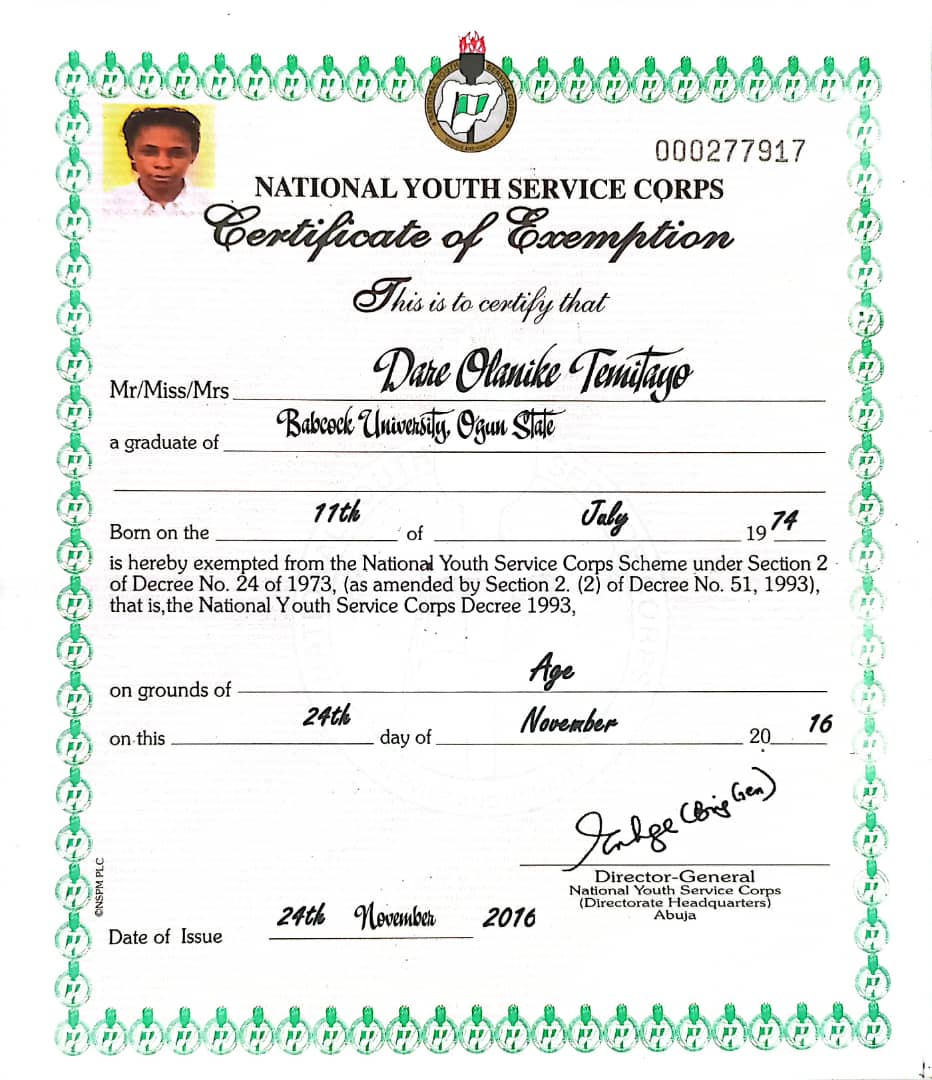 000277917
NATIONAL YOUTH SERVICE CORPS
Certificate of Exemption
This is to certify that
Mr/Miss/Mrs Dare Olanike Temitayo
a graduate of Babcock University, Ogun State
Born on the 11th of July 1974
is hereby exempted from the National Youth Service Corps Scheme under Section 2
of Decree No. 24 of 1973, (as amended by Section 2. (2) of Decree No. 51, 1993),
that is, the National Youth Service Corps Decree 1993,
on grounds of Age
on this 24th day of November 20 16
(Brig Gen)
Director-General
National Youth Service Corps
(Directorate Headquarters)
Abuja
©NSPM PLC
Date of Issue 24th November 2016